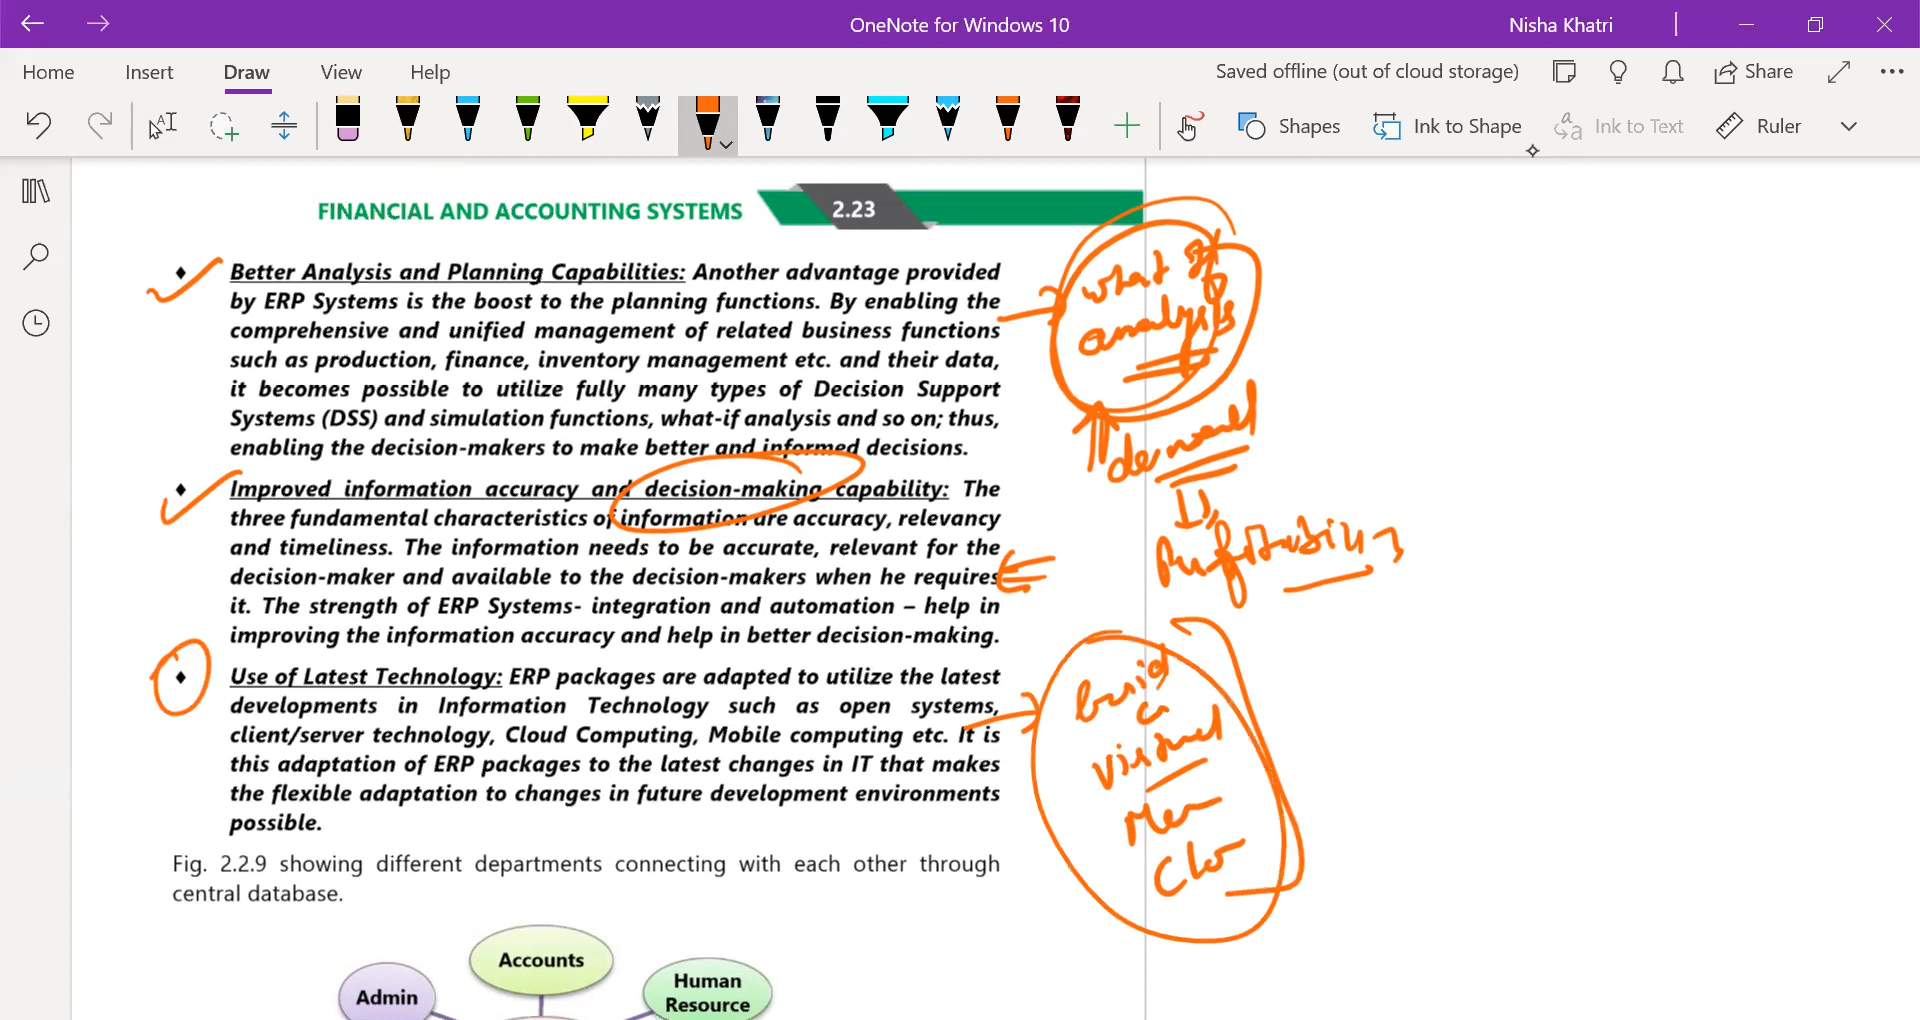 OneNote for Windows 10
Nisha Khatri
Home Insert Draw View Help
Saved offline (out of cloud storage)
Share
Shapes
Ink to Shape
Ink to Text
Ruler
FINANCIAL AND ACCOUNTING SYSTEMS 2.23
♦ Better Analysis and Planning Capabilities: Another advantage provided
by ERP Systems is the boost to the planning functions. By enabling the
comprehensive and unified management of related business functions
such as production, finance, inventory management etc. and their data,
it becomes possible to utilize fully many types of Decision Support
Systems (DSS) and simulation functions, what-if analysis and so on; thus,
enabling the decision-makers to make better and informed decisions.
♦ Improved information accuracy and decision-making capability: The
three fundamental characteristics of information are accuracy, relevancy
and timeliness. The information needs to be accurate, relevant for the
decision-maker and available to the decision-makers when he requires
it. The strength of ERP Systems- integration and automation – help in
improving the information accuracy and help in better decision-making.
♦ Use of Latest Technology: ERP packages are adapted to utilize the latest
developments in Information Technology such as open systems,
client/server technology, Cloud Computing, Mobile computing etc. It is
this adaptation of ERP packages to the latest changes in IT that makes
the flexible adaptation to changes in future development environments
possible.
Fig. 2.2.9 showing different departments connecting with each other through
central database.
Accounts
Admin
Human
Resource
what if
analysis
demand
virtual